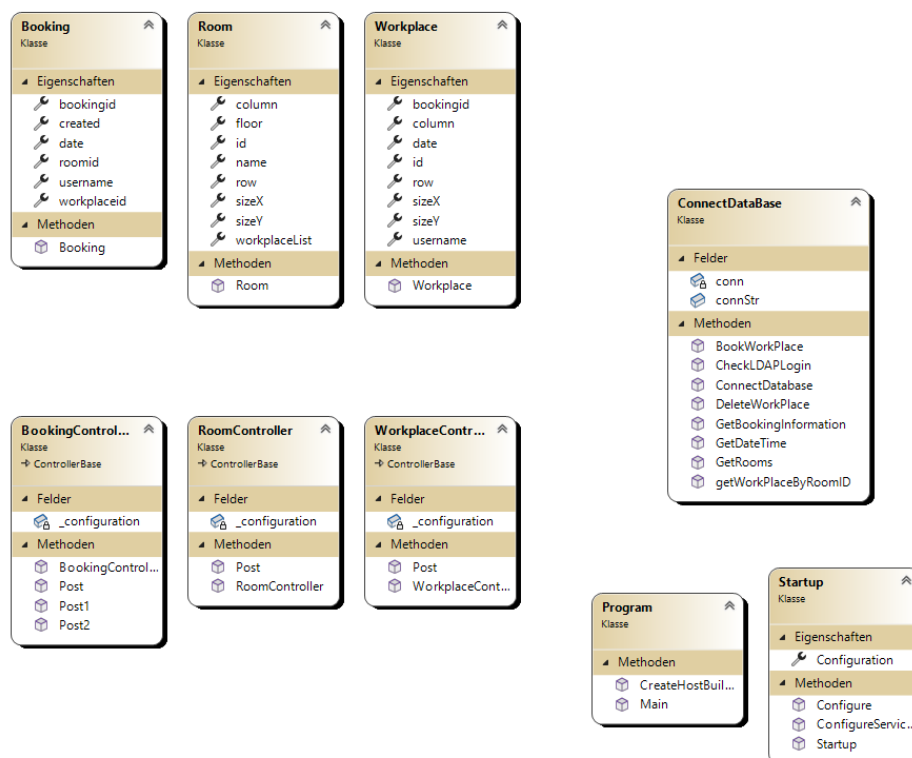 Booking
Klasse
Eigenschaften
bookingid
created
date
roomid
username
workplaceid
Methoden
Booking
Room
Klasse
Eigenschaften
column
floor
id
name
row
sizeX
sizeY
workplaceList
Methoden
Room
Workplace
Klasse
Eigenschaften
bookingid
column
date
id
row
sizeX
sizeY
username
Methoden
Workplace
ConnectDataBase
Klasse
Felder
conn
connStr
Methoden
BookWorkPlace
CheckLDAPLogin
ConnectDatabase
DeleteWorkPlace
GetBookingInformation
GetDateTime
GetRooms
getWorkPlaceByRoomID
BookingControl...
Klasse
ControllerBase
Felder
_configuration
Methoden
BookingControl...
Post
Post1
Post2
RoomController
Klasse
ControllerBase
Felder
_configuration
Methoden
Post
RoomController
WorkplaceContr...
Klasse
ControllerBase
Felder
_configuration
Methoden
Post
WorkplaceCont...
Program
Klasse
Methoden
CreateHostBuil...
Main
Startup
Klasse
Eigenschaften
Configuration
Methoden
Configure
ConfigureServic...
Startup